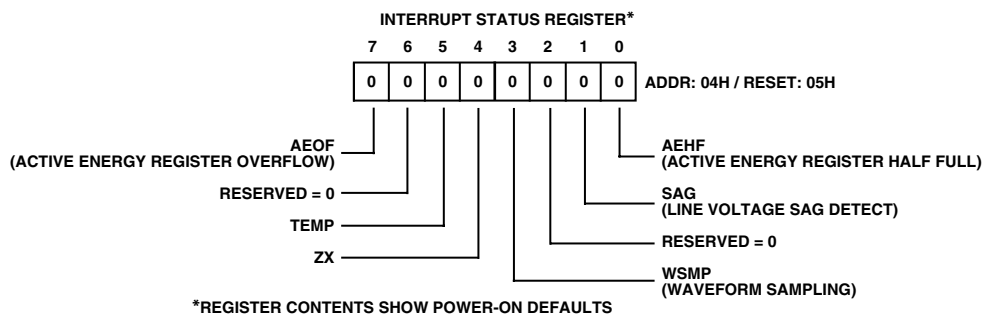 INTERRUPT STATUS REGISTER*
7 6 5 4 3 2 1 0
0 0 0 0 0 0 0 0 ADDR: 04H / RESET: 05H
AEOF
(ACTIVE ENERGY REGISTER OVERFLOW)
RESERVED = 0
TEMP
ZX
AEHF
(ACTIVE ENERGY REGISTER HALF FULL)
SAG
(LINE VOLTAGE SAG DETECT)
RESERVED = 0
WSMP
(WAVEFORM SAMPLING)
*REGISTER CONTENTS SHOW POWER-ON DEFAULTS